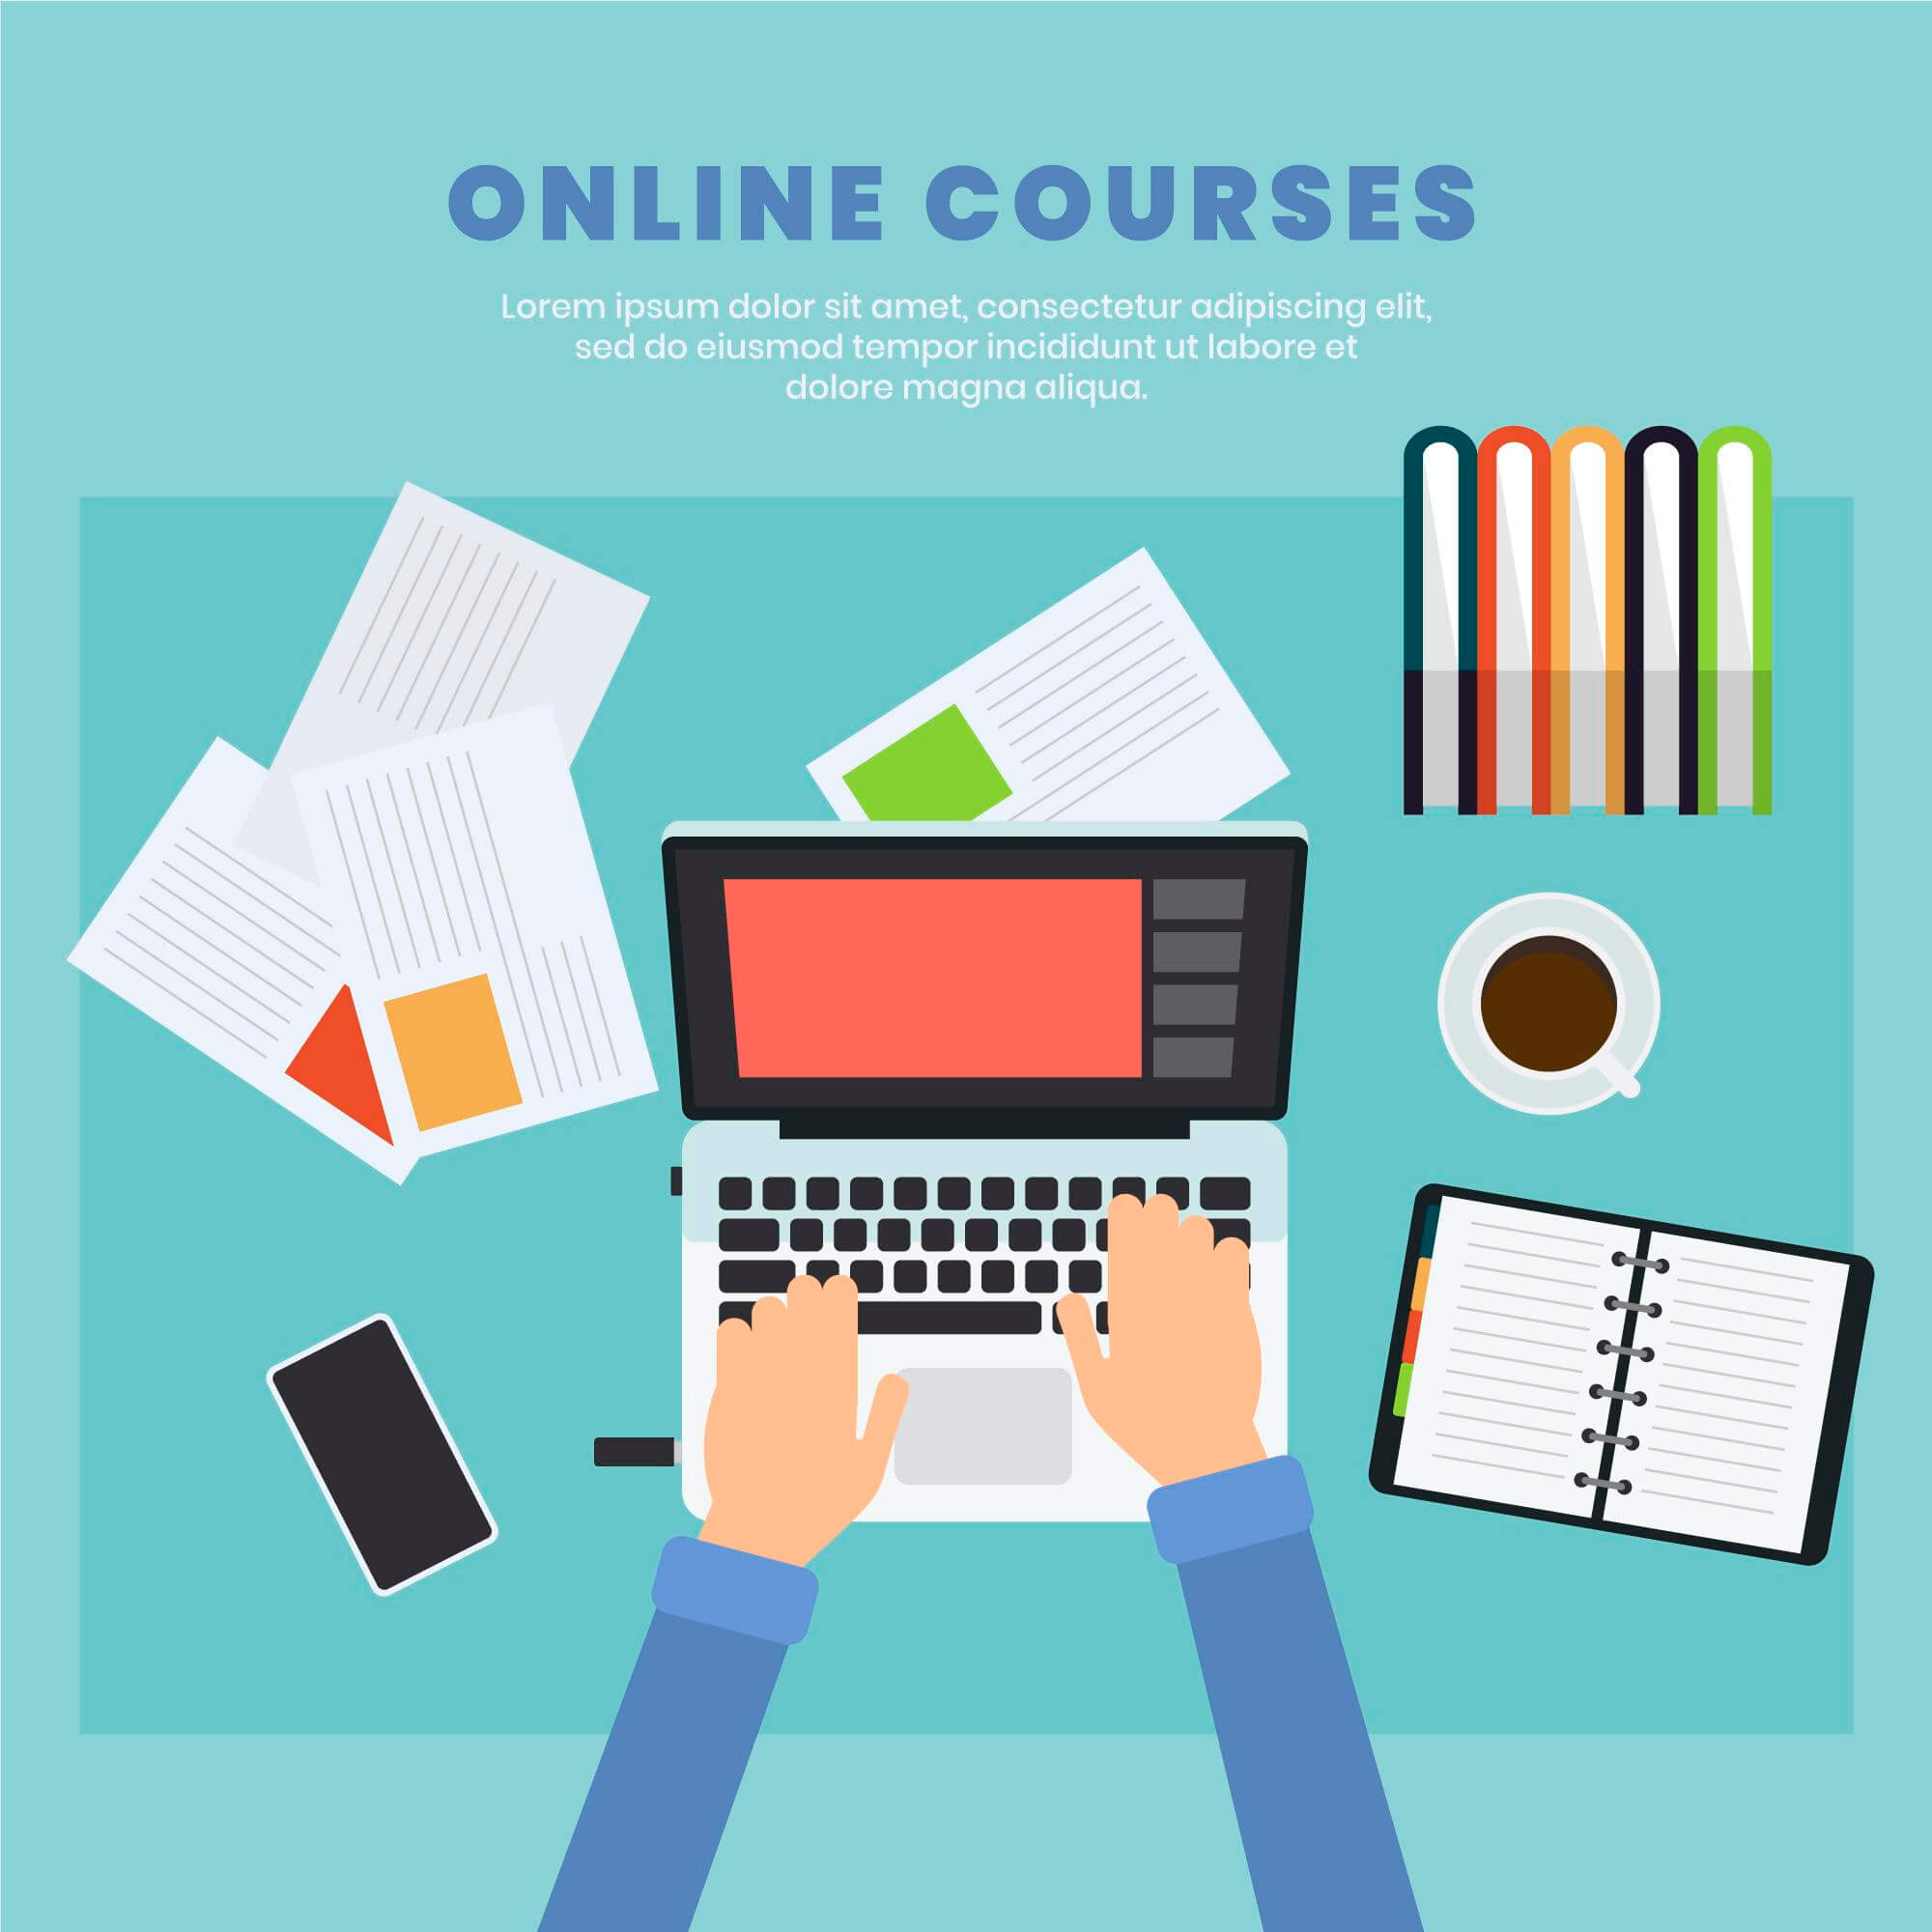 ONLINE COURSES
Lorem ipsum dolor sit amet, consectetur adipiscing elit,
sed do eiusmod tempor incididunt ut labore et
dolore magna aliqua.